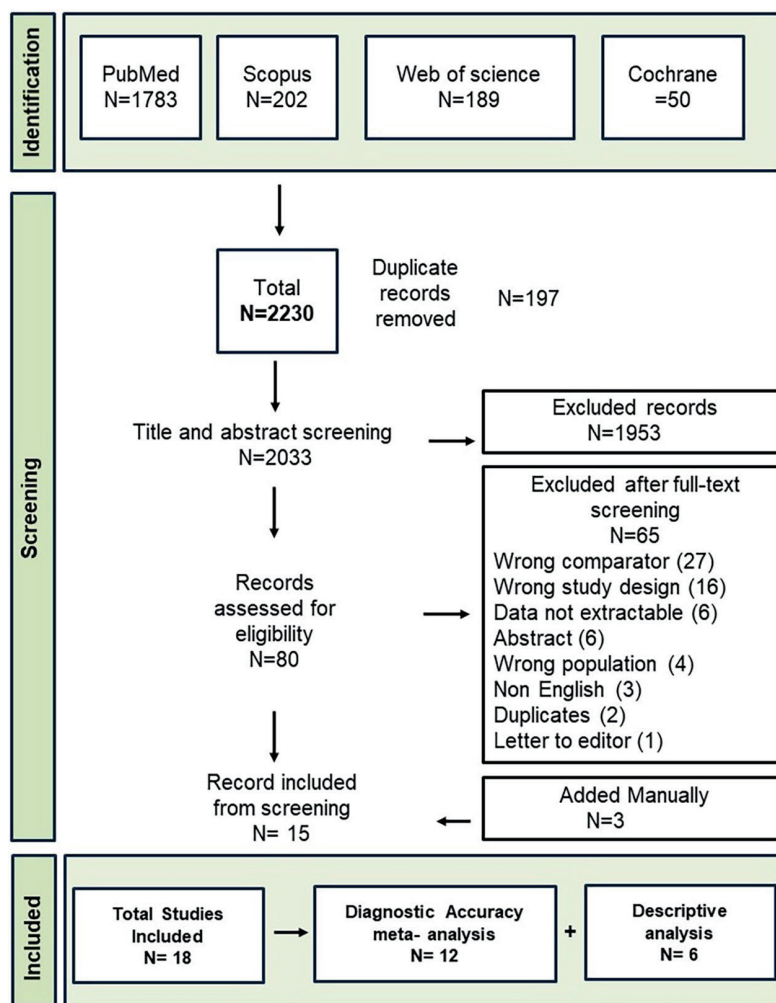 Identification
PubMed
N=1783
Scopus
N=202
Web of science
N=189
Cochrane
=50
Screening
Total
N=2230
Duplicate
records
removed
N=197
Title and abstract screening
N=2033
Excluded records
N=1953
Excluded after full-text
screening
N=65
Wrong comparator (27)
Wrong study design (16)
Data not extractable (6)
Abstract (6)
Wrong population (4)
Non English (3)
Duplicates (2)
Letter to editor (1)
Records
assessed for
eligibility
N=80
Record included
from screening
N= 15
Added Manually
N=3
Included
Total Studies
Included
N= 18
Diagnostic Accuracy
meta- analysis
N= 12
+
Descriptive
analysis
N= 6